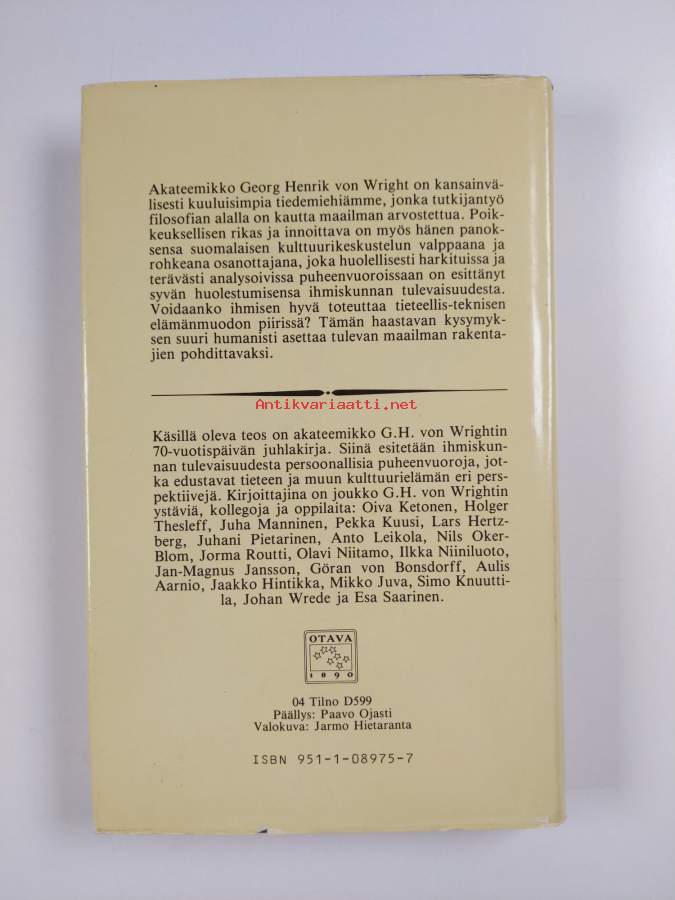 Akateemikko Georg Henrik von Wright on kansainvä-
lisesti kuuluisimpia tiedemiehiämme, jonka tutkijantyö
filosofian alalla on kautta maailman arvostettua. Poik-
keuksellisen rikas ja innoittava on myös hänen panok-
sensa suomalaisen kulttuurikeskustelun valppaana ja
rohkeana osanottajana, joka huolellisesti harkituissa ja
terävästi analysoivissa puheenvuoroissaan on esittänyt
syvän huolestumisensa ihmiskunnan tulevaisuudesta.
Voidaanko ihmisen hyvä toteuttaa tieteellis-teknisen
elämänmuodon piirissä? Tämän haastavan kysymyk-
sen suuri humanisti asettaa tulevan maailman rakenta-
jien pohdittavaksi.
Antikvariaatti.net
Käsillä oleva teos on akateemikko G.H. von Wrightin
70-vuotispäivän juhlakirja. Siinä esitetään ihmiskun-
nan tulevaisuudesta persoonallisia puheenvuoroja, jot-
ka edustavat tieteen ja muun kulttuurielämän eri pers-
pektiivejä. Kirjoittajina on joukko G.H. von Wrightin
ystäviä, kollegoja ja oppilaita: Oiva Ketonen, Holger
Thesleff, Juha Manninen, Pekka Kuusi, Lars Hertz-
berg, Juhani Pietarinen, Anto Leikola, Nils Oker-
Blom, Jorma Routti, Olavi Niitamo, Ilkka Niiniluoto,
Jan-Magnus Jansson, Göran von Bonsdorff, Aulis
Aarnio, Jaakko Hintikka, Mikko Juva, Simo Knuutti-
la, Johan Wrede ja Esa Saarinen.
OTAVA
1890
04 Tilno D599
Päällys: Paavo Ojasti
Valokuva: Jarmo Hietaranta
ISBN 951-1-08975-7